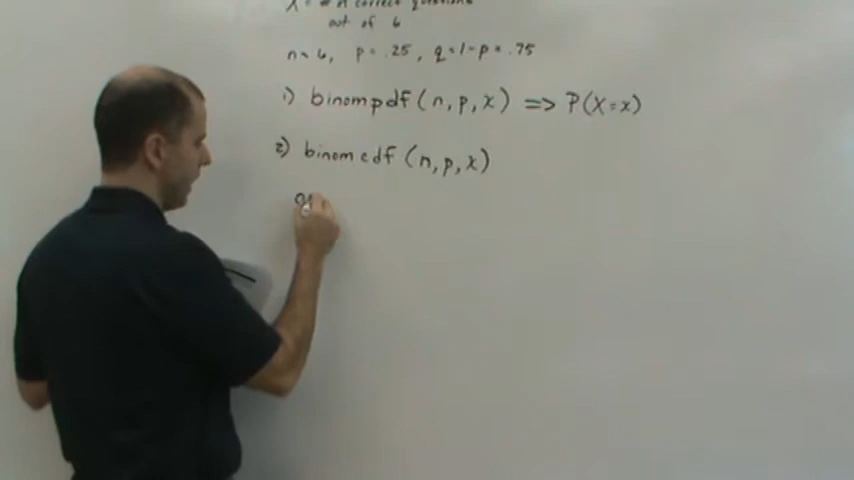 X = # of correct questions
out of 6
n = 6, p = .25, q = 1 - p = .75
1) binompdf (n, p, x) => P(X = x)
2) binomcdf (n, p, x)